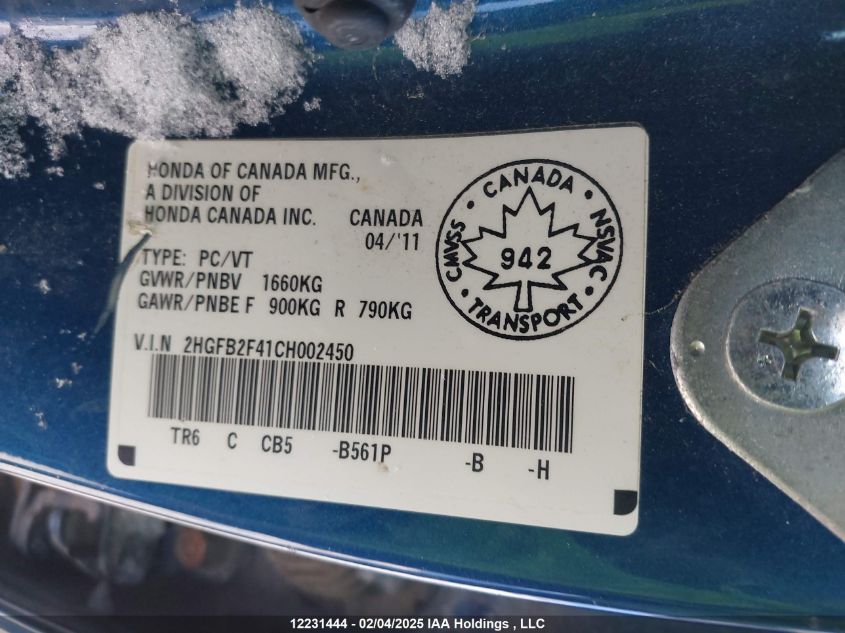 HONDA OF CANADA MFG.,
A DIVISION OF
HONDA CANADA INC. CANADA
04/'11
TYPE: PC/VT
GVWR/PNBV 1660KG
GAWR/PNBE F 900KG R 790KG
V.I.N 2HGFB2F41CH002450
TR6 C CB5 -B561P -B -H
• CANADA •
CMVSS
NSVAC
942
• TRANSPORT •
12231444 - 02/04/2025 IAA Holdings , LLC